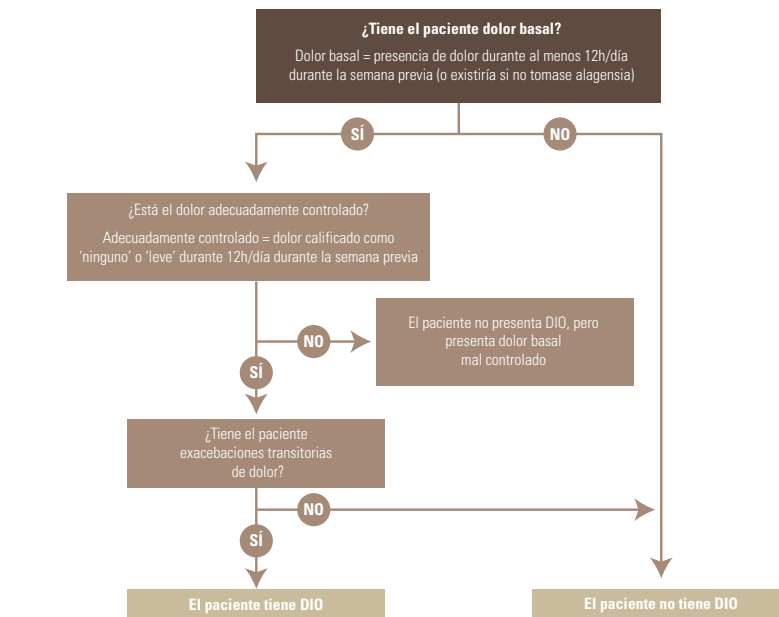 ¿Tiene el paciente dolor basal?
Dolor basal = presencia de dolor durante al menos 12h/día
durante la semana previa (o existiría si no tomase alagensia)
SÍ
NO
¿Está el dolor adecuadamente controlado?
Adecuadamente controlado = dolor calificado como
‘ninguno’ o ‘leve’ durante 12h/día durante la semana previa
NO
El paciente no presenta DIO, pero
presenta dolor basal
mal controlado
SÍ
¿Tiene el paciente
exacebaciones transitorias
de dolor?
NO
SÍ
El paciente tiene DIO
El paciente no tiene DIO